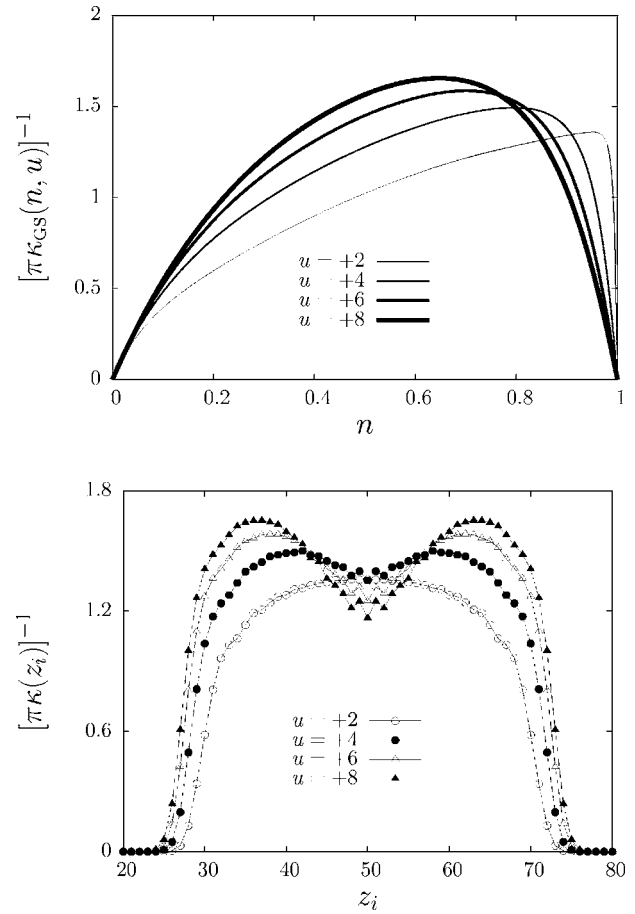 [πκ_GS(n, u)]⁻¹
2
1.5
1
0.5
0
u = +2
u = +4
u = +6
u = +8
0 0.2 0.4 0.6 0.8 1
n
[πκ(z_i)]⁻¹
1.8
1.2
0.6
0
u = +2
u = +4
u = +6
u = +8
20 30 40 50 60 70 80
z_i